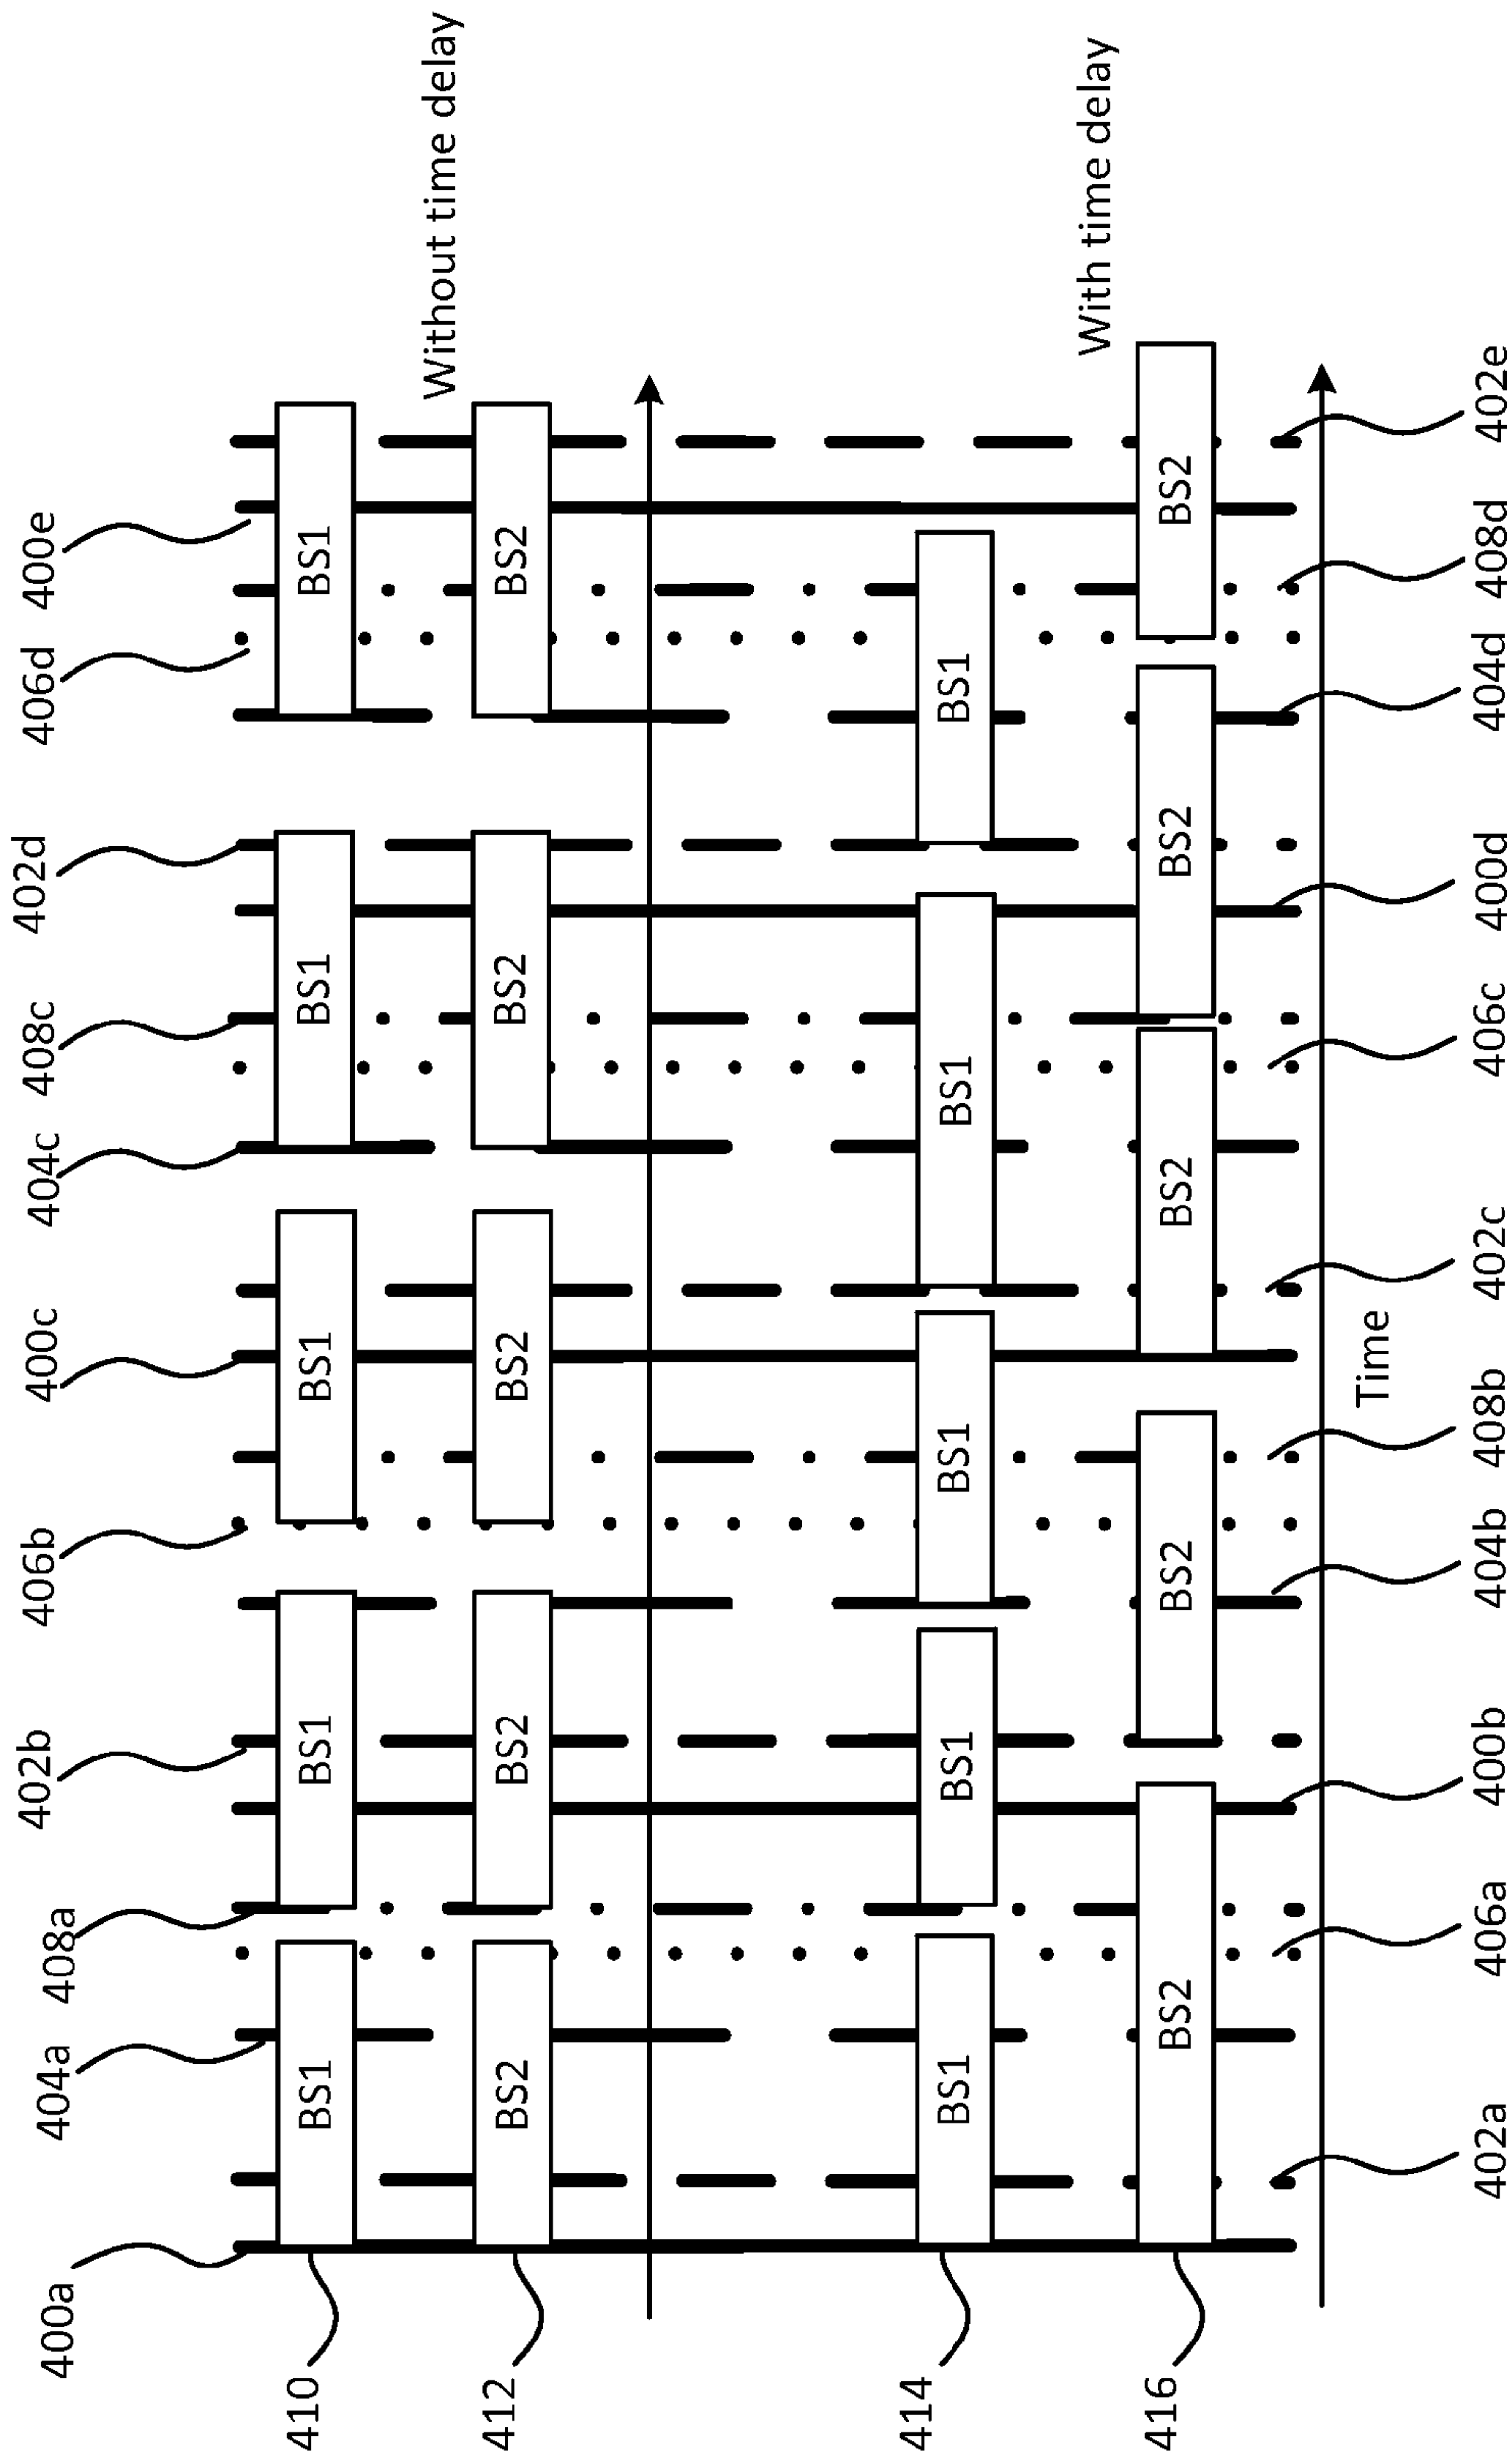 400a 404a 408a 402b 406b 400c 404c 408c 402d 406d 400e
410 BS1 BS1 BS1 BS1 BS1
Without time delay
412 BS2 BS2 BS2 BS2 BS2
414 BS1 BS1 BS1 BS1 BS1
With time delay
416 BS2 BS2 BS2 BS2 BS2
Time
402a 406a 400b 404b 408b 402c 406c 400d 404d 408d 402e